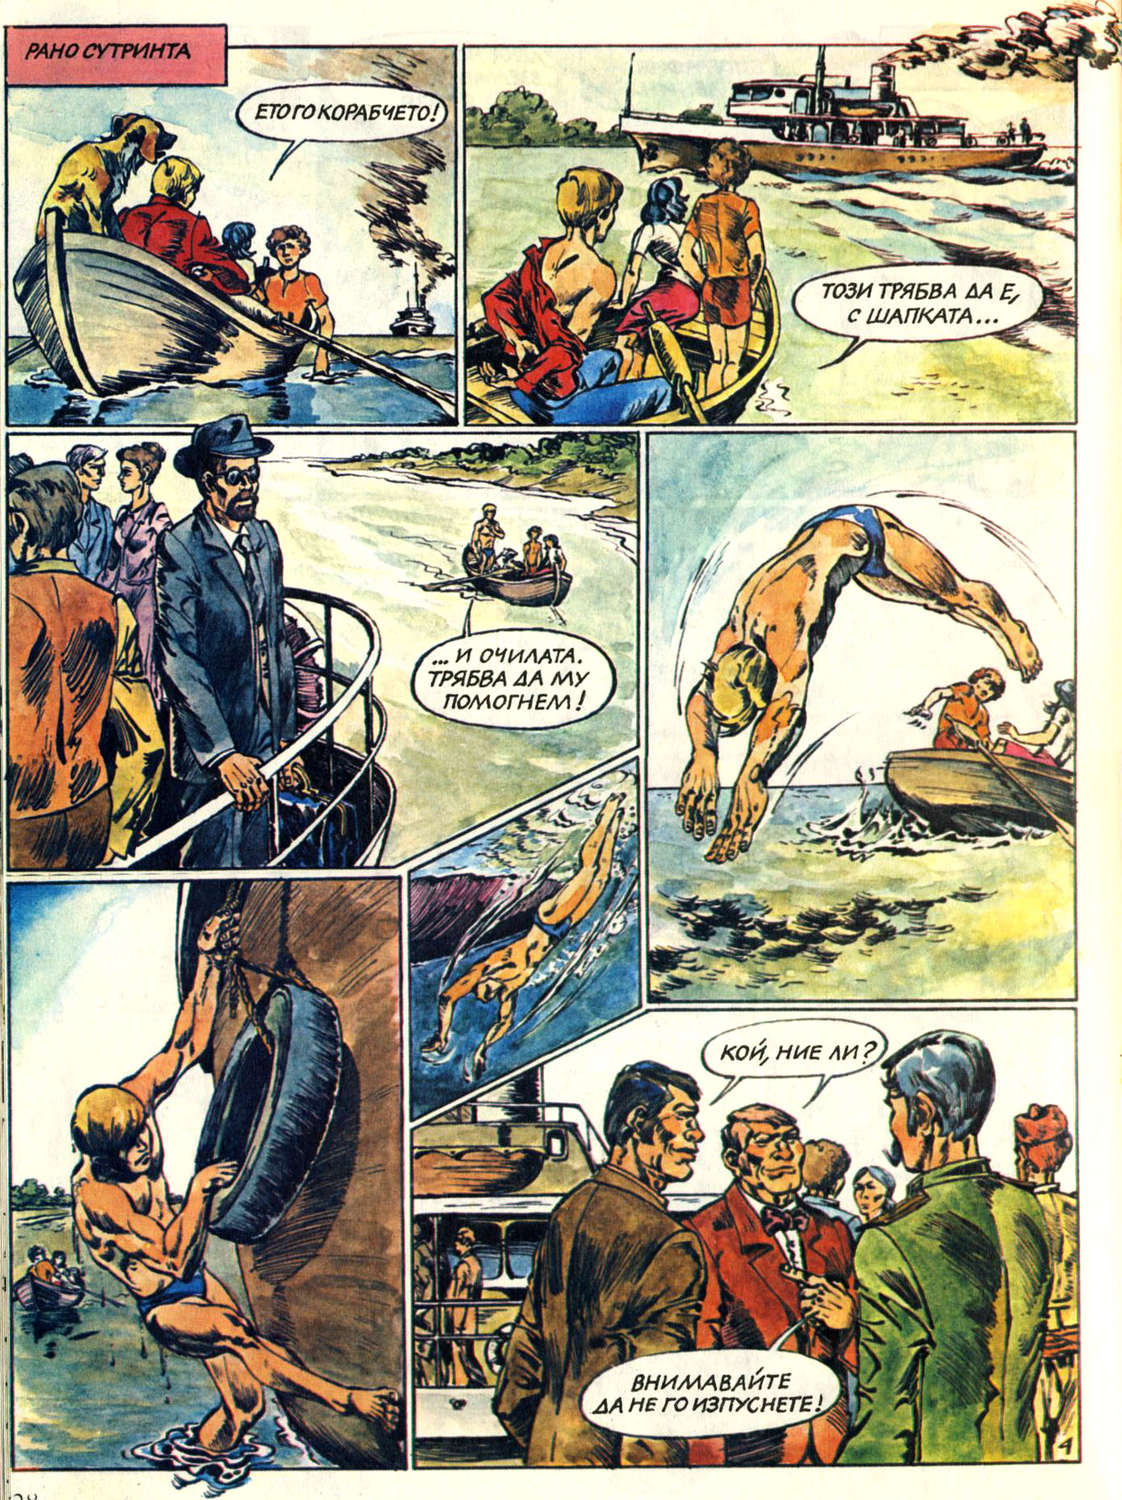 РАНО СУТРИНТА
ЕТО ГО КОРАБЧЕТО!
ТОЗИ ТРЯБВА ДА Е,
С ШАПКАТА...
...И ОЧИЛАТА.
ТРЯБВА ДА МУ
ПОМОГНЕМ!
КОЙ, НИЕ ЛИ?
ВНИМАВАЙТЕ
ДА НЕ ГО ИЗПУСНЕТЕ!
4